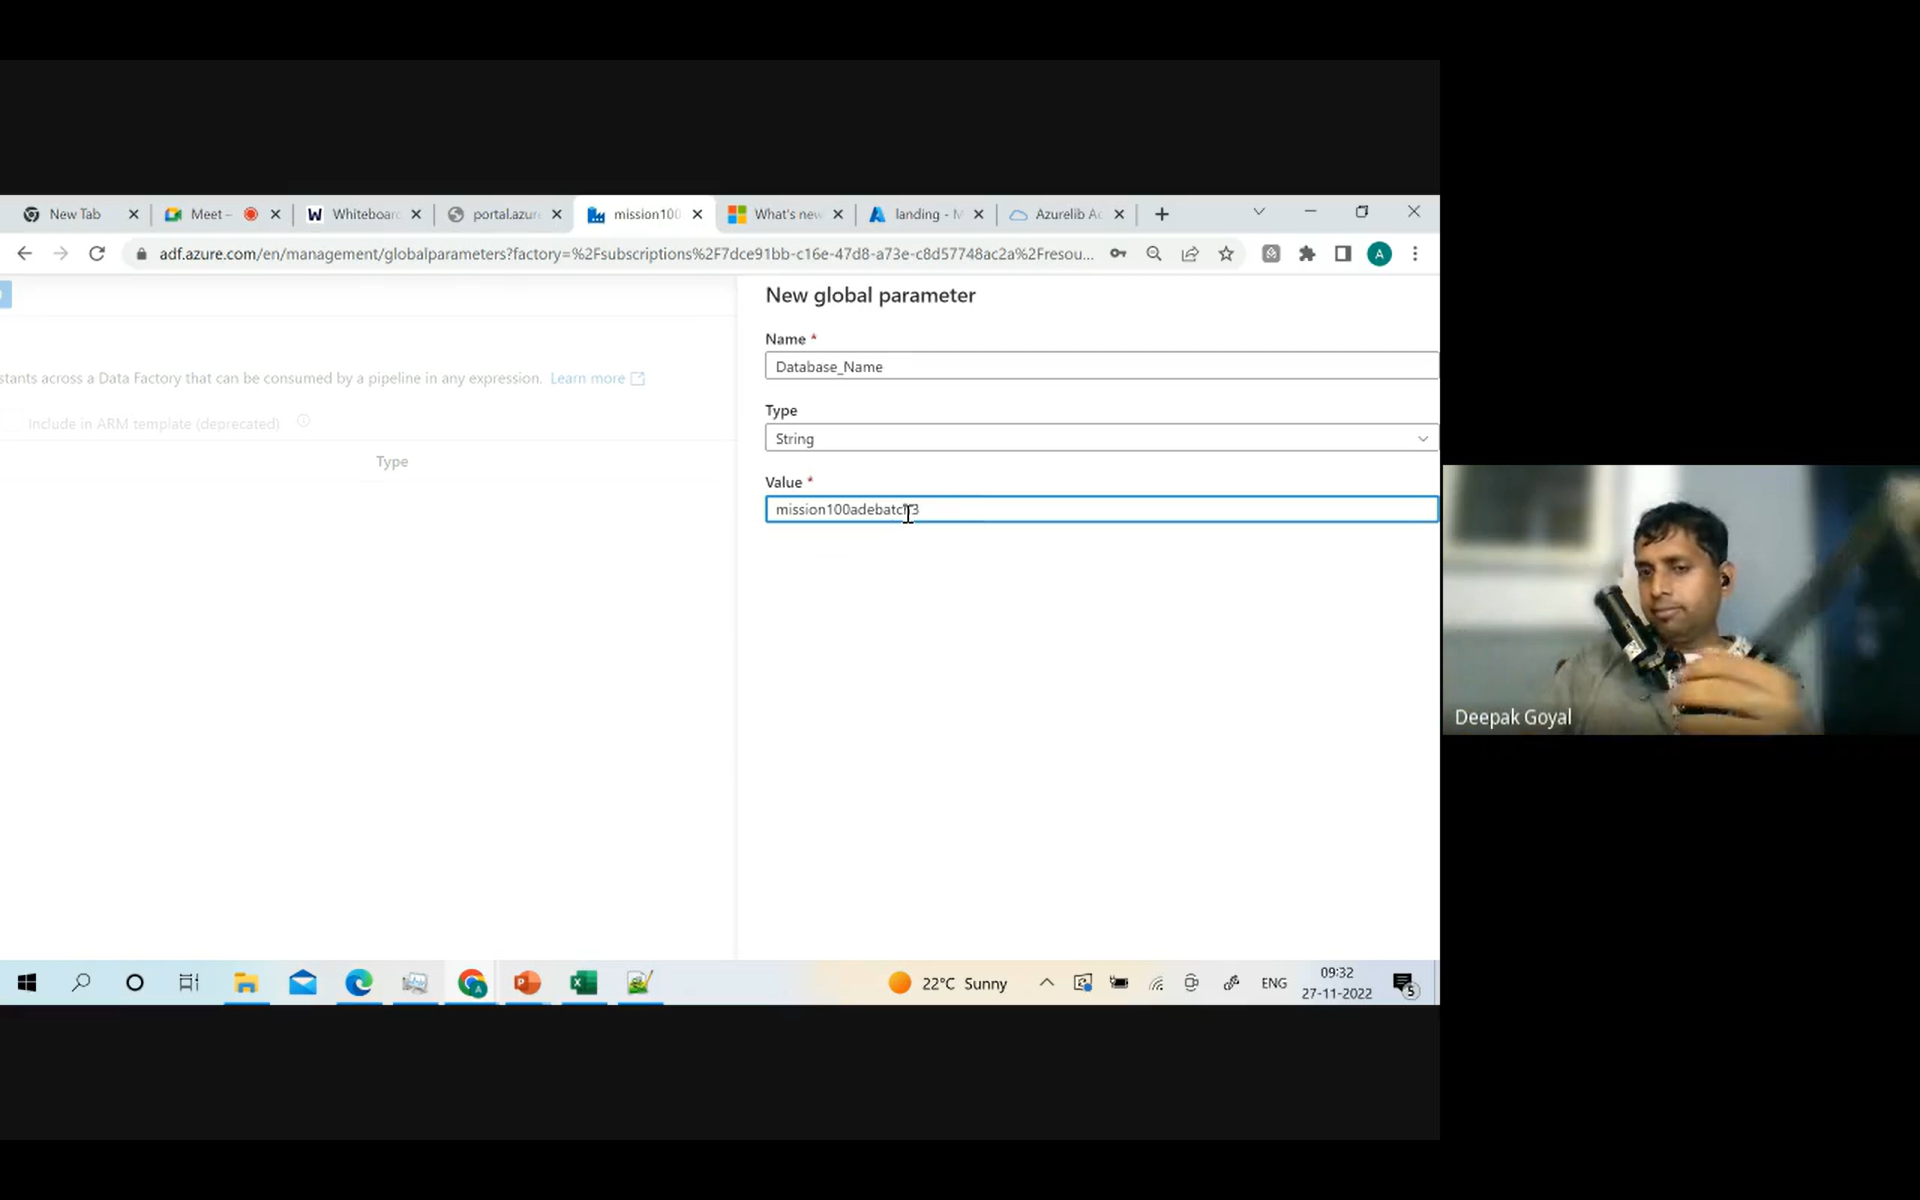 New Tab
Meet –
Whiteboar
portal.azur
mission100
What's new
landing - M
Azurelib Ac
adf.azure.com/en/management/globalparameters?factory=%2Fsubscriptions%2F7dce91bb-c16e-47d8-a73e-c8d57748ac2a%2Fresou...
A
New global parameter
Name *
Database_Name
stants across a Data Factory that can be consumed by a pipeline in any expression. Learn more
Type
Include in ARM template (deprecated)
String
Type
Value *
mission100adebatch3
Deepak Goyal
22°C Sunny
ENG
09:32
27-11-2022
5